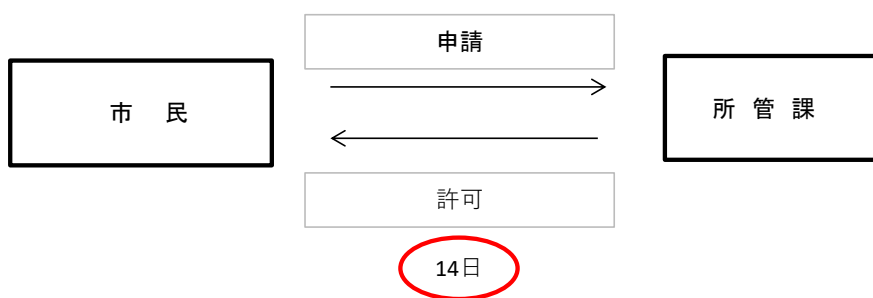 申請
市　民
所 管 課
許可
14日